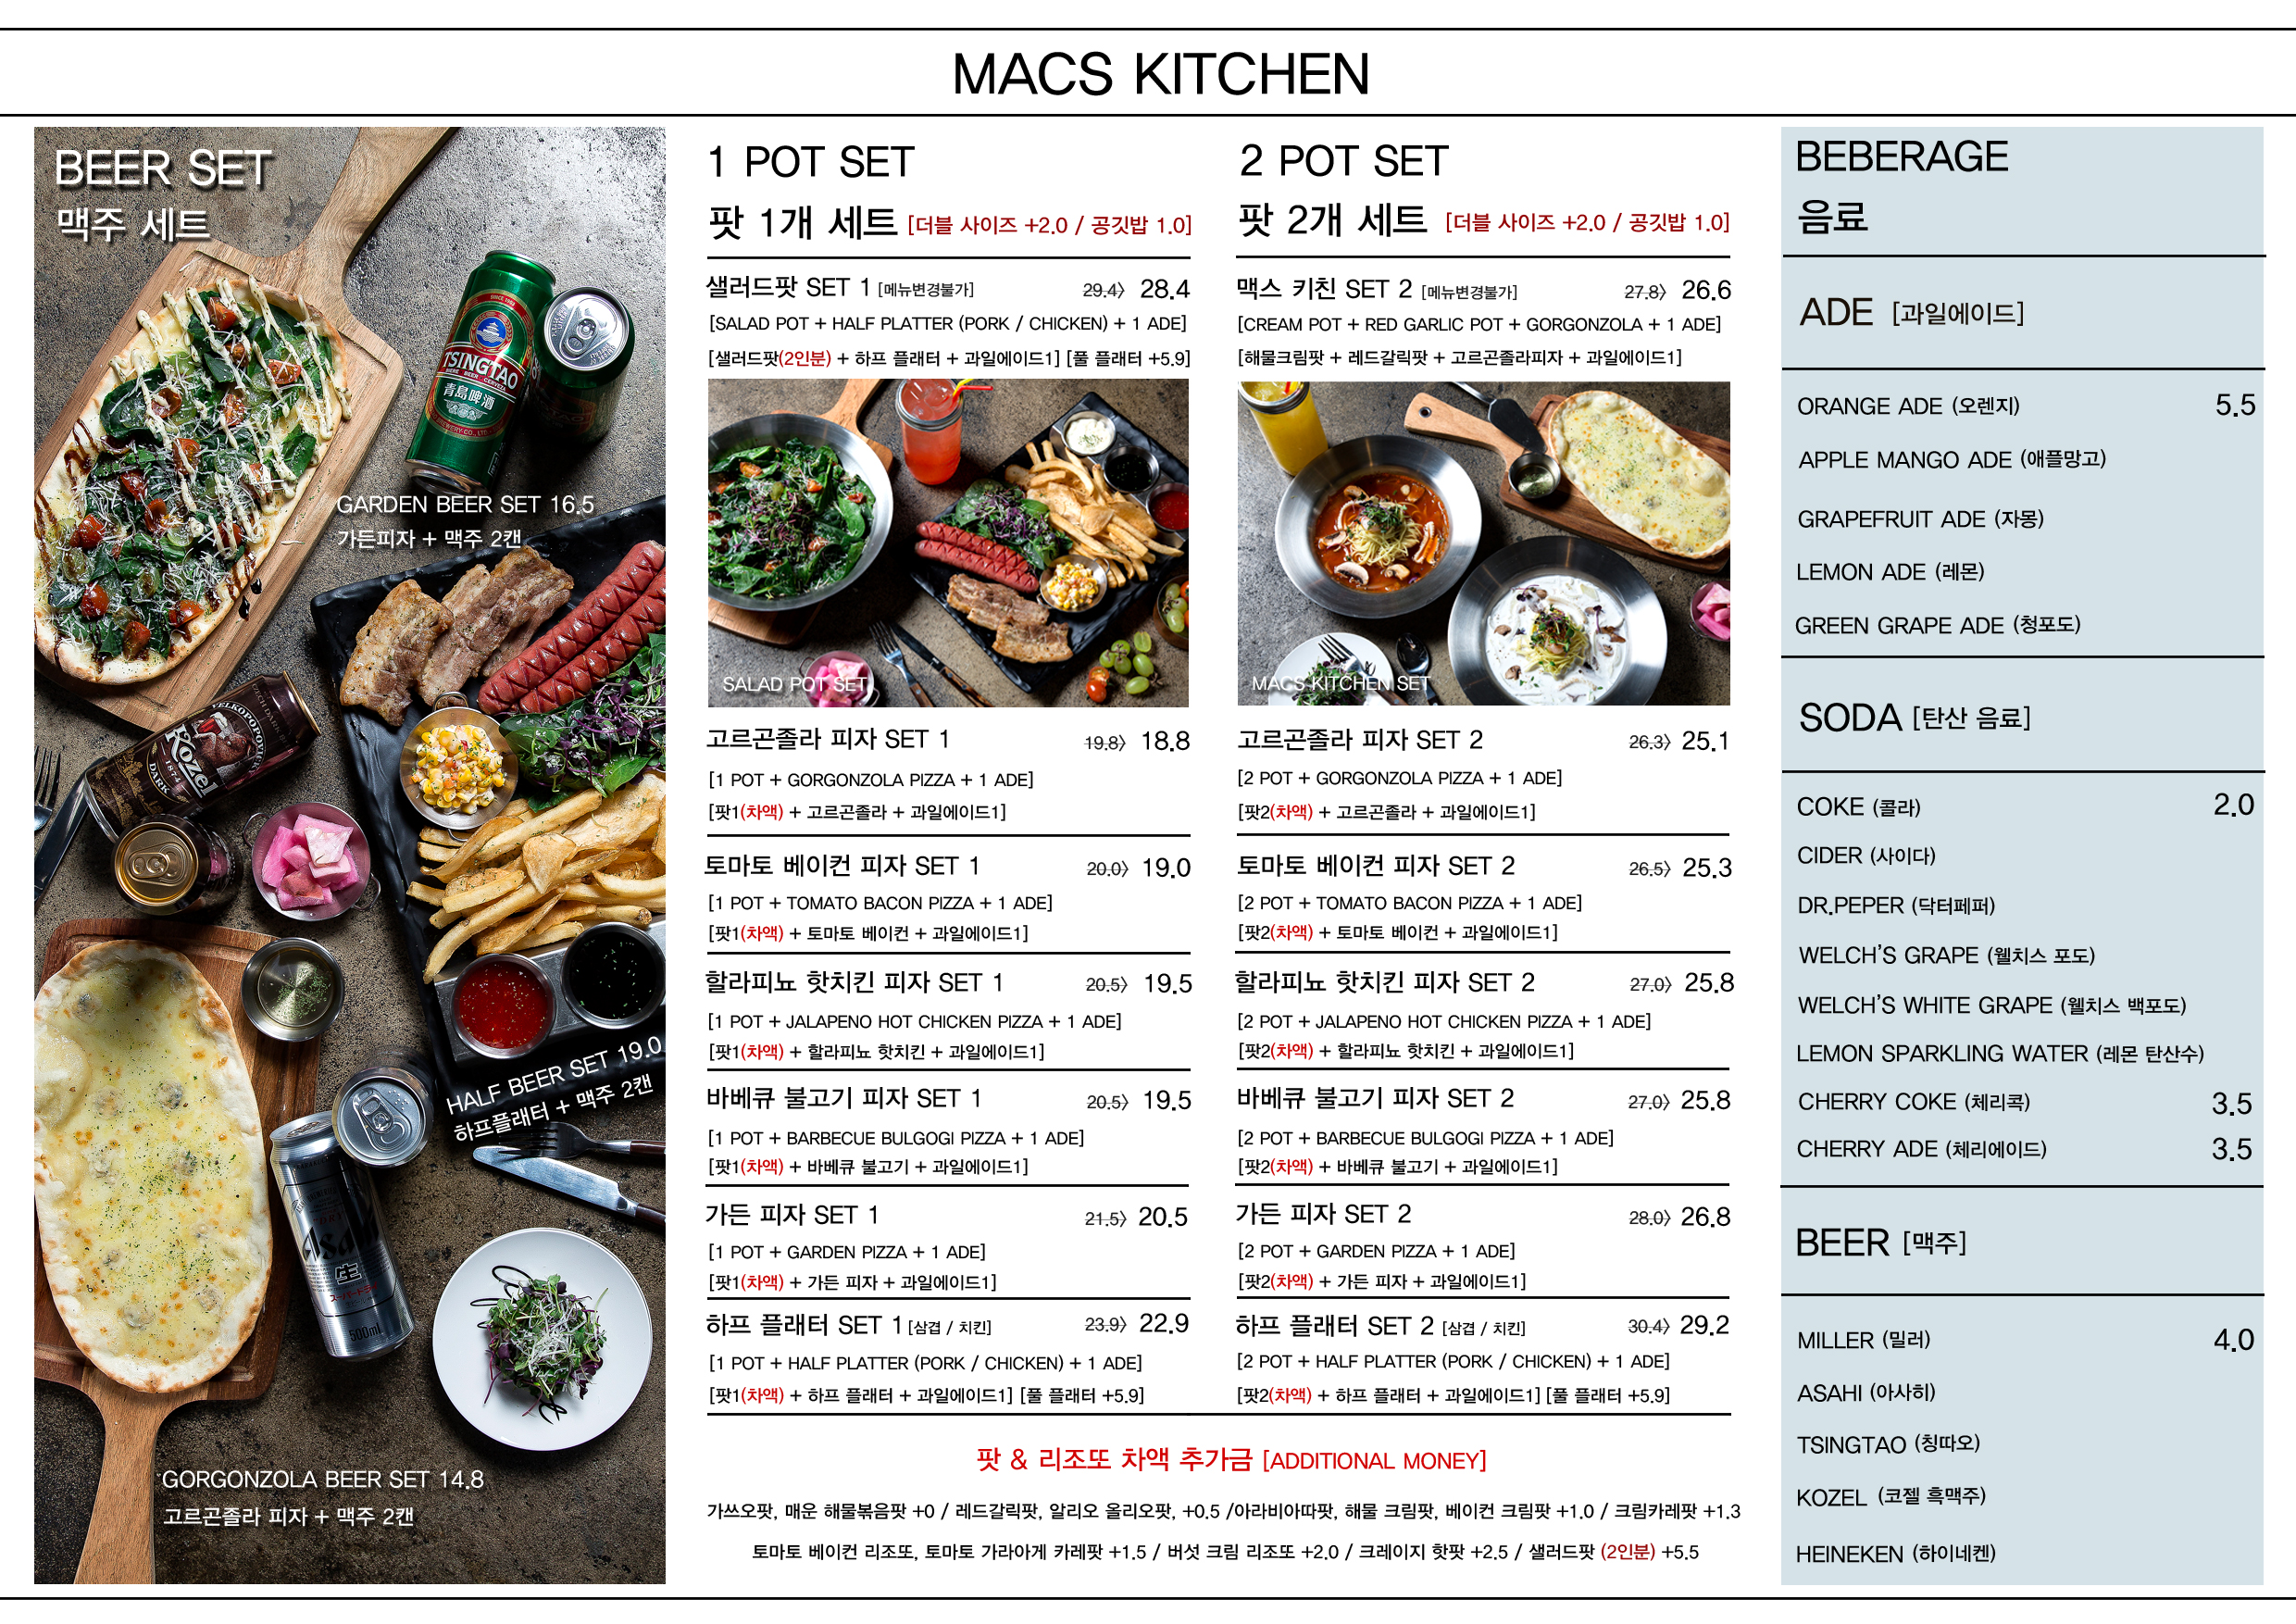 MACS KITCHEN
BEER SET
맥주 세트
TSINGTAO
青島啤酒
GARDEN BEER SET 16.5
가든피자 + 맥주 2캔
VELKOPOPOVICKÝ
Kozel
1874
DARK
HALF BEER SET 19.0
하프플래터 + 맥주 2캔
Asahi
生
500ml
GORGONZOLA BEER SET 14.8
고르곤졸라 피자 + 맥주 2캔
1 POT SET
팟 1개 세트 [더블 사이즈 +2.0 / 공깃밥 1.0]
샐러드팟 SET 1 [메뉴변경불가] 29.4〉 28.4
[SALAD POT + HALF PLATTER (PORK / CHICKEN) + 1 ADE]
[샐러드팟(2인분) + 하프 플래터 + 과일에이드1] [풀 플래터 +5.9]
SALAD POT SET
고르곤졸라 피자 SET 1 19.8〉 18.8
[1 POT + GORGONZOLA PIZZA + 1 ADE]
[팟1(차액) + 고르곤졸라 + 과일에이드1]
토마토 베이컨 피자 SET 1 20.0〉 19.0
[1 POT + TOMATO BACON PIZZA + 1 ADE]
[팟1(차액) + 토마토 베이컨 + 과일에이드1]
할라피뇨 핫치킨 피자 SET 1 20.5〉 19.5
[1 POT + JALAPENO HOT CHICKEN PIZZA + 1 ADE]
[팟1(차액) + 할라피뇨 핫치킨 + 과일에이드1]
바베큐 불고기 피자 SET 1 20.5〉 19.5
[1 POT + BARBECUE BULGOGI PIZZA + 1 ADE]
[팟1(차액) + 바베큐 불고기 + 과일에이드1]
가든 피자 SET 1 21.5〉 20.5
[1 POT + GARDEN PIZZA + 1 ADE]
[팟1(차액) + 가든 피자 + 과일에이드1]
하프 플래터 SET 1 [삼겹 / 치킨] 23.9〉 22.9
[1 POT + HALF PLATTER (PORK / CHICKEN) + 1 ADE]
[팟1(차액) + 하프 플래터 + 과일에이드1] [풀 플래터 +5.9]
2 POT SET
팟 2개 세트 [더블 사이즈 +2.0 / 공깃밥 1.0]
맥스 키친 SET 2 [메뉴변경불가] 27.8〉 26.6
[CREAM POT + RED GARLIC POT + GORGONZOLA + 1 ADE]
[해물크림팟 + 레드갈릭팟 + 고르곤졸라피자 + 과일에이드1]
MACS KITCHEN SET
고르곤졸라 피자 SET 2 26.3〉 25.1
[2 POT + GORGONZOLA PIZZA + 1 ADE]
[팟2(차액) + 고르곤졸라 + 과일에이드1]
토마토 베이컨 피자 SET 2 26.5〉 25.3
[2 POT + TOMATO BACON PIZZA + 1 ADE]
[팟2(차액) + 토마토 베이컨 + 과일에이드1]
할라피뇨 핫치킨 피자 SET 2 27.0〉 25.8
[2 POT + JALAPENO HOT CHICKEN PIZZA + 1 ADE]
[팟2(차액) + 할라피뇨 핫치킨 + 과일에이드1]
바베큐 불고기 피자 SET 2 27.0〉 25.8
[2 POT + BARBECUE BULGOGI PIZZA + 1 ADE]
[팟2(차액) + 바베큐 불고기 + 과일에이드1]
가든 피자 SET 2 28.0〉 26.8
[2 POT + GARDEN PIZZA + 1 ADE]
[팟2(차액) + 가든 피자 + 과일에이드1]
하프 플래터 SET 2 [삼겹 / 치킨] 30.4〉 29.2
[2 POT + HALF PLATTER (PORK / CHICKEN) + 1 ADE]
[팟2(차액) + 하프 플래터 + 과일에이드1] [풀 플래터 +5.9]
팟 & 리조또 차액 추가금 [ADDITIONAL MONEY]
가쓰오팟, 매운 해물볶음팟 +0 / 레드갈릭팟, 알리오 올리오팟, +0.5 /아라비아따팟, 해물 크림팟, 베이컨 크림팟 +1.0 / 크림카레팟 +1.3
토마토 베이컨 리조또, 토마토 가라아게 카레팟 +1.5 / 버섯 크림 리조또 +2.0 / 크레이지 핫팟 +2.5 / 샐러드팟 (2인분) +5.5
BEBERAGE
음료
ADE [과일에이드]
ORANGE ADE (오렌지) 5.5
APPLE MANGO ADE (애플망고)
GRAPEFRUIT ADE (자몽)
LEMON ADE (레몬)
GREEN GRAPE ADE (청포도)
SODA [탄산 음료]
COKE (콜라) 2.0
CIDER (사이다)
DR.PEPER (닥터페퍼)
WELCH'S GRAPE (웰치스 포도)
WELCH'S WHITE GRAPE (웰치스 백포도)
LEMON SPARKLING WATER (레몬 탄산수)
CHERRY COKE (체리콕) 3.5
CHERRY ADE (체리에이드) 3.5
BEER [맥주]
MILLER (밀러) 4.0
ASAHI (아사히)
TSINGTAO (칭따오)
KOZEL (코젤 흑맥주)
HEINEKEN (하이네켄)